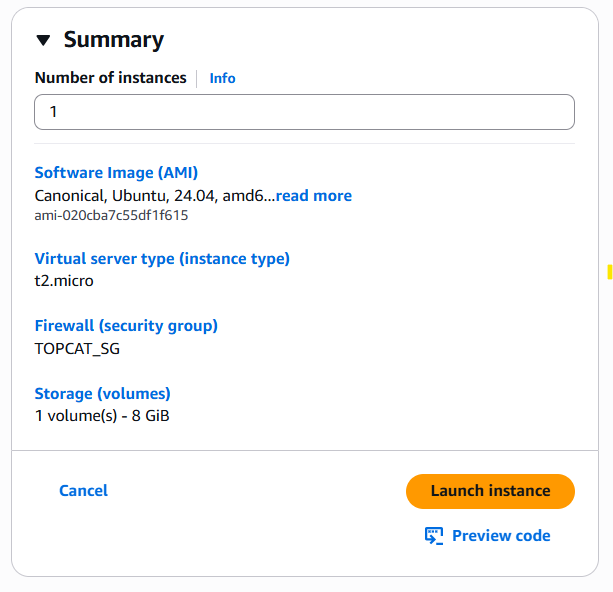 Summary
Number of instances Info
1
Software Image (AMI)
Canonical, Ubuntu, 24.04, amd6...read more
ami-020cba7c55df1f615
Virtual server type (instance type)
t2.micro
Firewall (security group)
TOPCAT_SG
Storage (volumes)
1 volume(s) - 8 GiB
Cancel
Launch instance
Preview code